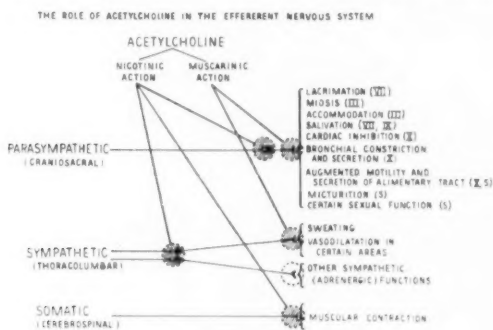 THE ROLE OF ACETYLCHOLINE IN THE EFFERERENT NERVOUS SYSTEM
ACETYLCHOLINE
NICOTINIC ACTION
MUSCARINIC ACTION
PARASYMPATHETIC
(CRANIOSACRAL)
LACRIMATION (VII)
MIOSIS (III)
ACCOMMODATION (III)
SALIVATION (VII, IX)
CARDIAC INHIBITION (X)
BRONCHIAL CONSTRICTION
AND SECRETION (X)
AUGMENTED MOTILITY AND
SECRETION OF ALIMENTARY TRACT (X,S)
MICTURITION (S)
CERTAIN SEXUAL FUNCTION (S)
SYMPATHETIC
(THORACOLUMBAR)
SWEATING
VASODILATATION IN
CERTAIN AREAS
OTHER SYMPATHETIC
(ADRENERGIC) FUNCTIONS
SOMATIC
(CEREBROSPINAL)
MUSCULAR CONTRACTION